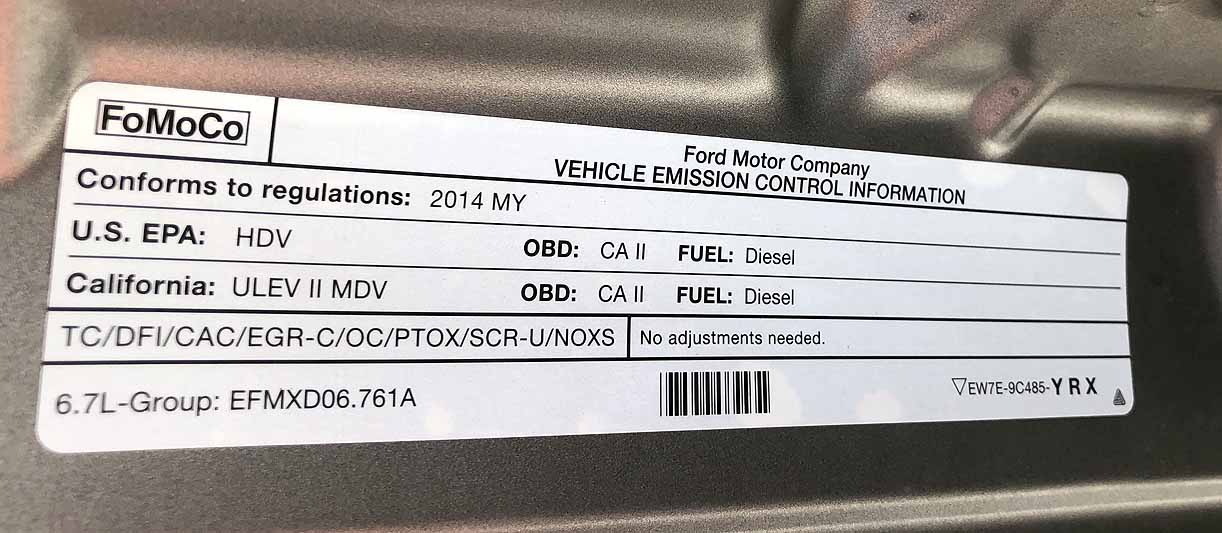 FoMoCo
Ford Motor Company
VEHICLE EMISSION CONTROL INFORMATION
Conforms to regulations: 2014 MY
U.S. EPA: HDV OBD: CA II FUEL: Diesel
California: ULEV II MDV OBD: CA II FUEL: Diesel
TC/DFI/CAC/EGR-C/OC/PTOX/SCR-U/NOXS No adjustments needed.
6.7L-Group: EFMXD06.761A ▽EW7E-9C485-YRX